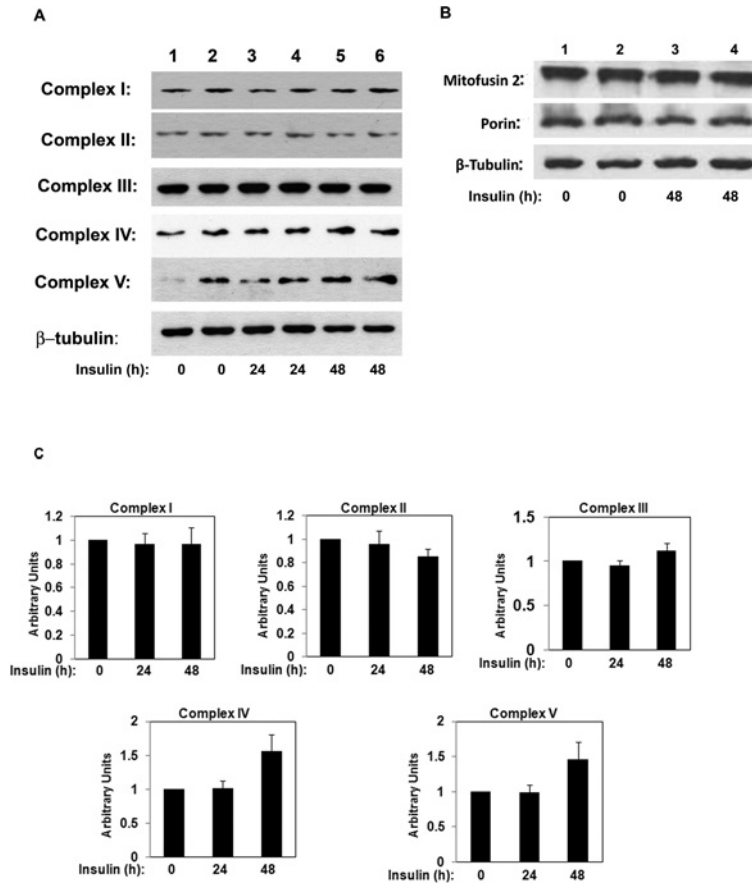 A
1 2 3 4 5 6
Complex I:
Complex II:
Complex III:
Complex IV:
Complex V:
β–tubulin:
Insulin (h): 0 0 24 24 48 48
B
1 2 3 4
Mitofusin 2:
Porin:
β-Tubulin:
Insulin (h): 0 0 48 48
C
Complex I
Arbitrary Units
1.2
1
0.8
0.6
0.4
0.2
0
Insulin (h): 0 24 48
Complex II
Arbitrary Units
1.2
1
0.8
0.6
0.4
0.2
0
Insulin (h): 0 24 48
Complex III
Arbitrary Units
1.5
1
0.5
0
Insulin (h): 0 24 48
Complex IV
Arbitrary Units
2
1.5
1
0.5
0
Insulin (h): 0 24 48
Complex V
Arbitrary Units
2
1.5
1
0.5
0
Insulin (h): 0 24 48